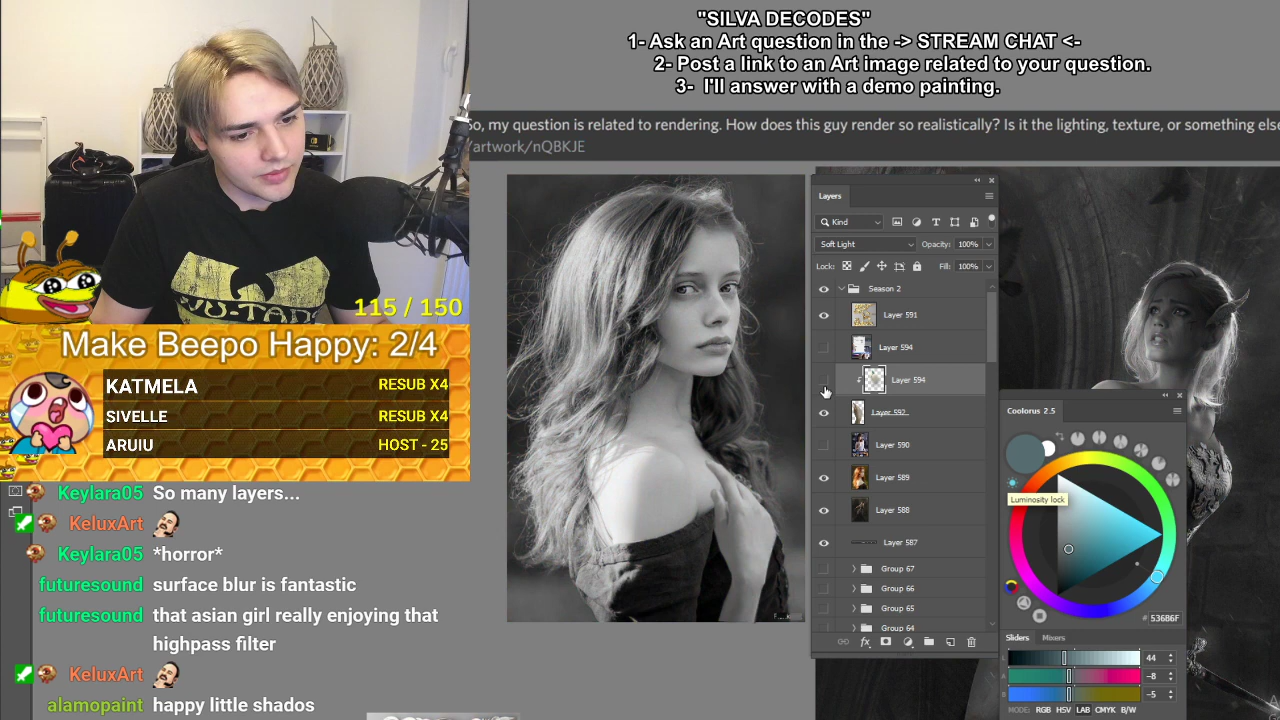 "SILVA DECODES"
1- Ask an Art question in the -> STREAM CHAT <-
2- Post a link to an Art image related to your question.
3- I'll answer with a demo painting.
so, my question is related to rendering. How does this guy render so realistically? Is it the lighting, texture, or something else
/artwork/nQBKJE
WU-TAN
115 / 150
Make Beepo Happy: 2/4
KATMELA RESUB X4
SIVELLE RESUB X4
ARUIU HOST - 25
Keylara05 So many layers...
KeluxArt
Keylara05 *horror*
futuresound surface blur is fantastic
futuresound that asian girl really enjoying that
highpass filter
KeluxArt
alamopaint happy little shados
Layers
Kind
Soft Light Opacity: 100%
Lock: Fill: 100%
Season 2
Layer 591
Layer 594
Layer 594
Layer 592
Layer 590
Layer 589
Layer 588
Layer 587
Group 67
Group 66
Group 65
Group 64
fx
Coolorus 2.5
Luminosity lock
# 53686F
Sliders Mixers
L 44
A -8
B -5
MODE: RGB HSV LAB CMYK B/W